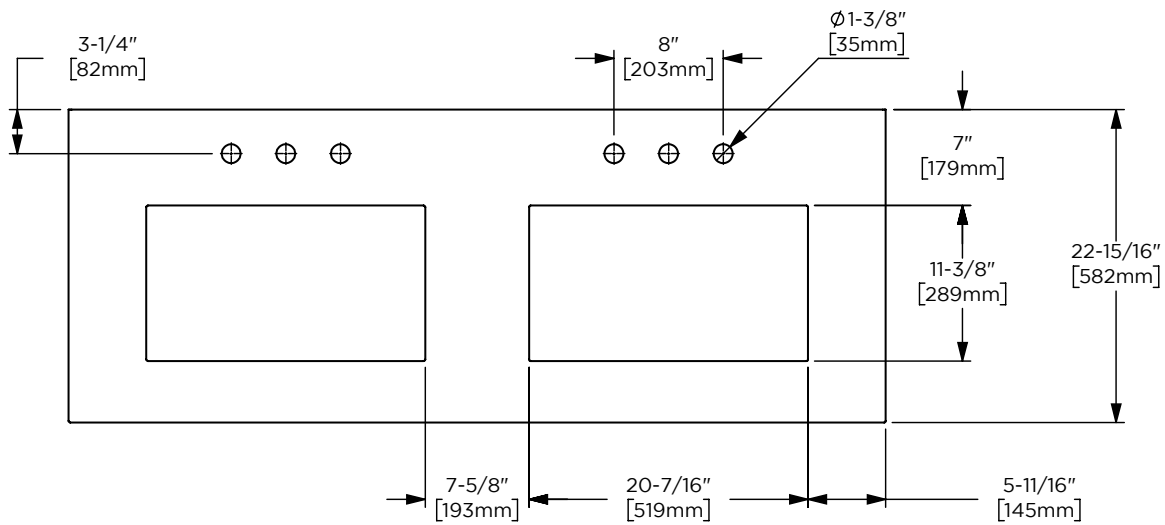 3-1/4"
[82mm]
8"
[203mm]
Ø1-3/8"
[35mm]
7"
[179mm]
11-3/8"
[289mm]
22-15/16"
[582mm]
7-5/8"
[193mm]
20-7/16"
[519mm]
5-11/16"
[145mm]